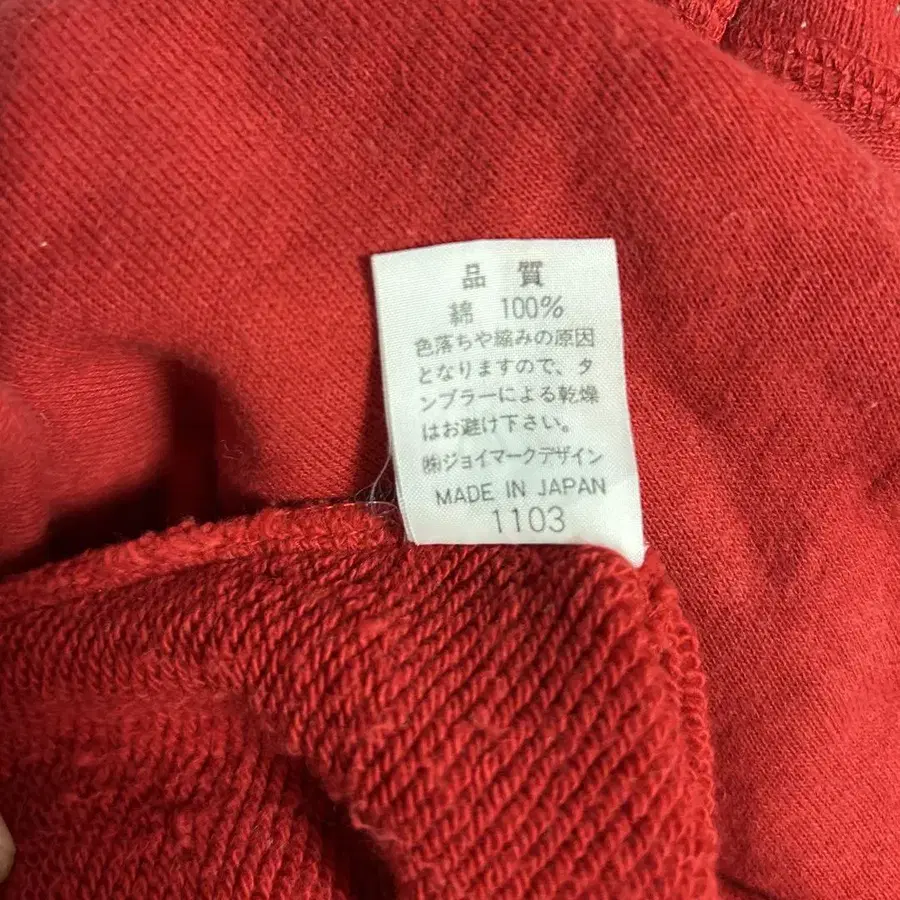 品 質
綿 100%
色落ちや縮みの原因
となりますので、タ
ンブラーによる乾燥
はお避け下さい。
㈱ジョイマークデザイン
MADE IN JAPAN
1103